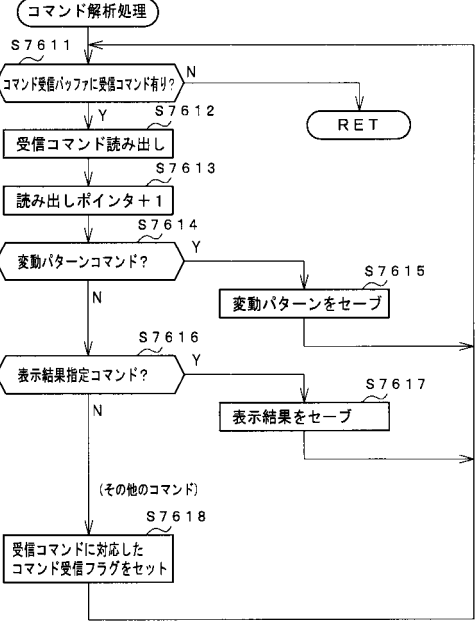 コマンド解析処理
S7611
コマンド受信バッファに受信コマンド有り?
N
Y
S7612
RET
受信コマンド読み出し
S7613
読み出しポインタ+1
S7614
変動パターンコマンド?
Y
N
S7615
変動パターンをセーブ
S7616
表示結果指定コマンド?
Y
N
S7617
表示結果をセーブ
(その他のコマンド)
S7618
受信コマンドに対応した
コマンド受信フラグをセット